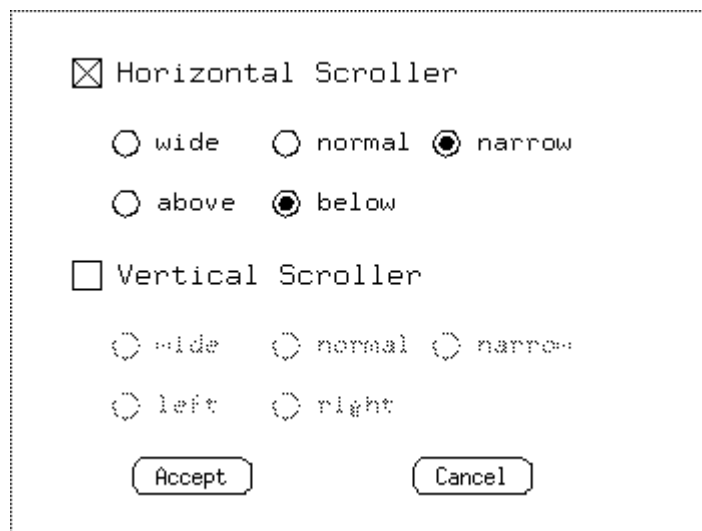 Horizontal Scroller
wide normal narrow
above below
Vertical Scroller
wide normal narrow
left right
Accept Cancel